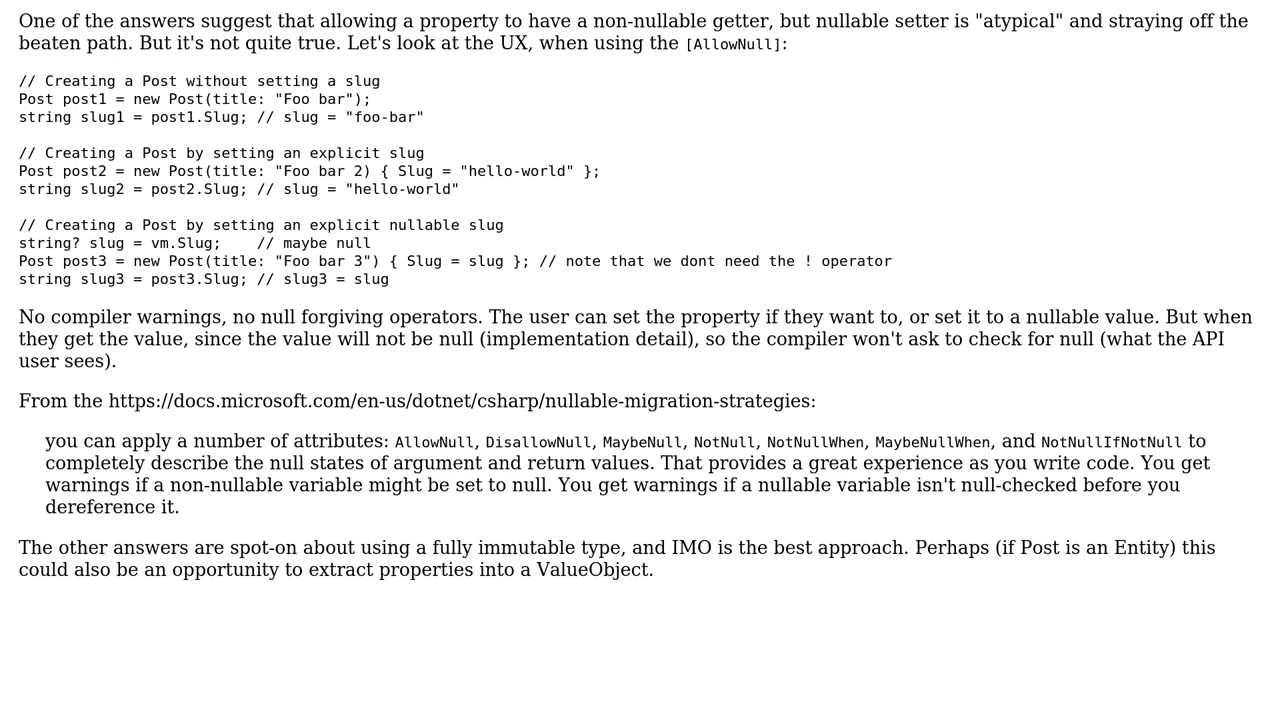 One of the answers suggest that allowing a property to have a non-nullable getter, but nullable setter is "atypical" and straying off the
beaten path. But it's not quite true. Let's look at the UX, when using the [AllowNull]:
// Creating a Post without setting a slug
Post post1 = new Post(title: "Foo bar");
string slug1 = post1.Slug; // slug = "foo-bar"
// Creating a Post by setting an explicit slug
Post post2 = new Post(title: "Foo bar 2) { Slug = "hello-world" };
string slug2 = post2.Slug; // slug = "hello-world"
// Creating a Post by setting an explicit nullable slug
string? slug = vm.Slug;    // maybe null
Post post3 = new Post(title: "Foo bar 3") { Slug = slug }; // note that we dont need the ! operator
string slug3 = post3.Slug; // slug3 = slug
No compiler warnings, no null forgiving operators. The user can set the property if they want to, or set it to a nullable value. But when
they get the value, since the value will not be null (implementation detail), so the compiler won't ask to check for null (what the API
user sees).
From the https://docs.microsoft.com/en-us/dotnet/csharp/nullable-migration-strategies:
you can apply a number of attributes: AllowNull, DisallowNull, MaybeNull, NotNull, NotNullWhen, MaybeNullWhen, and NotNullIfNotNull to
completely describe the null states of argument and return values. That provides a great experience as you write code. You get
warnings if a non-nullable variable might be set to null. You get warnings if a nullable variable isn't null-checked before you
dereference it.
The other answers are spot-on about using a fully immutable type, and IMO is the best approach. Perhaps (if Post is an Entity) this
could also be an opportunity to extract properties into a ValueObject.